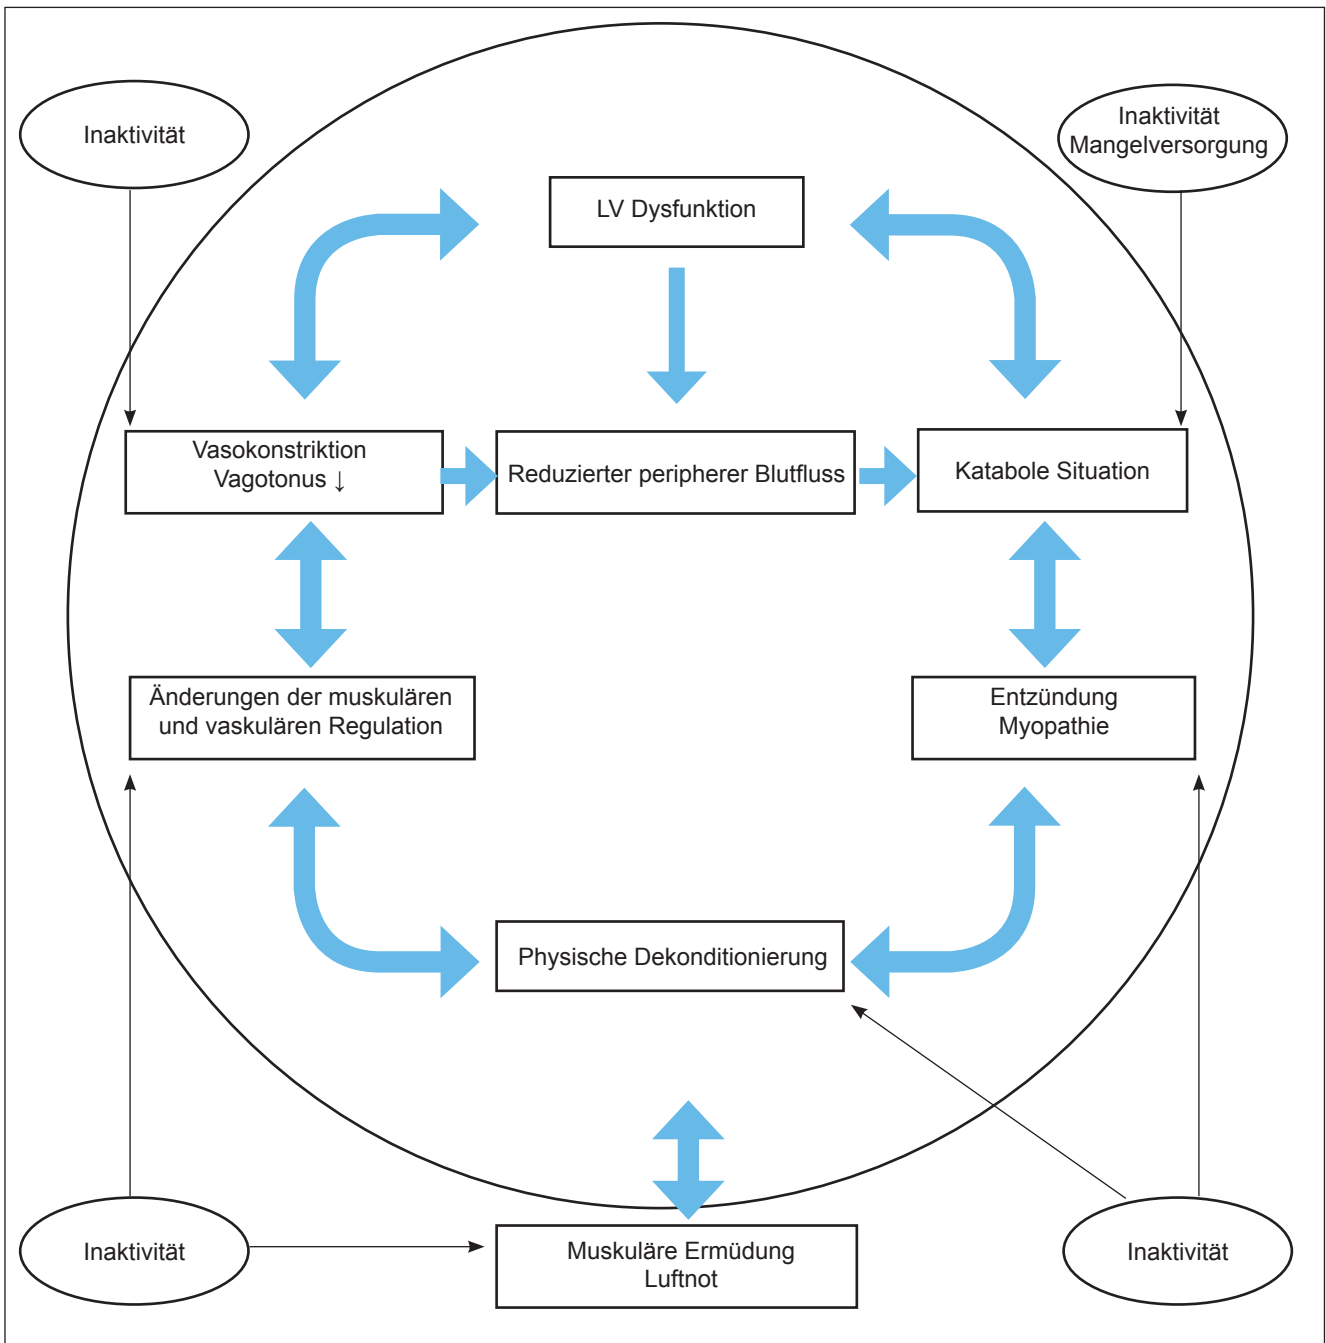 Inaktivität
Inaktivität
Mangelversorgung
LV Dysfunktion
Vasokonstriktion
Vagotonus ↓
Reduzierter peripherer Blutfluss
Katabole Situation
Änderungen der muskulären
und vaskulären Regulation
Entzündung
Myopathie
Physische Dekonditionierung
Inaktivität
Muskuläre Ermüdung
Luftnot
Inaktivität